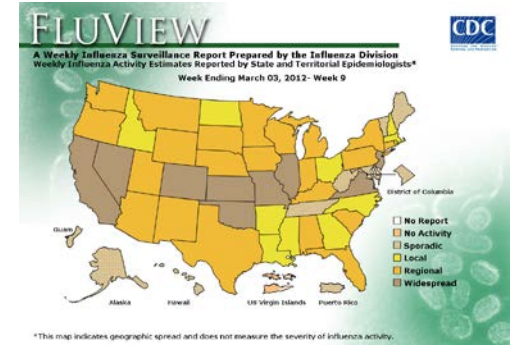 FLUVIEW
CDC
A Weekly Influenza Surveillance Report Prepared by the Influenza Division
Weekly Influenza Activity Estimates Reported by State and Territorial Epidemiologists*
Week Ending March 03, 2012- Week 9
District of Columbia
Guam
No Report
No Activity
Sporadic
Local
Regional
Widespread
Alaska
Hawaii
US Virgin Islands
Puerto Rico
*This map indicates geographic spread and does not measure the severity of influenza activity.